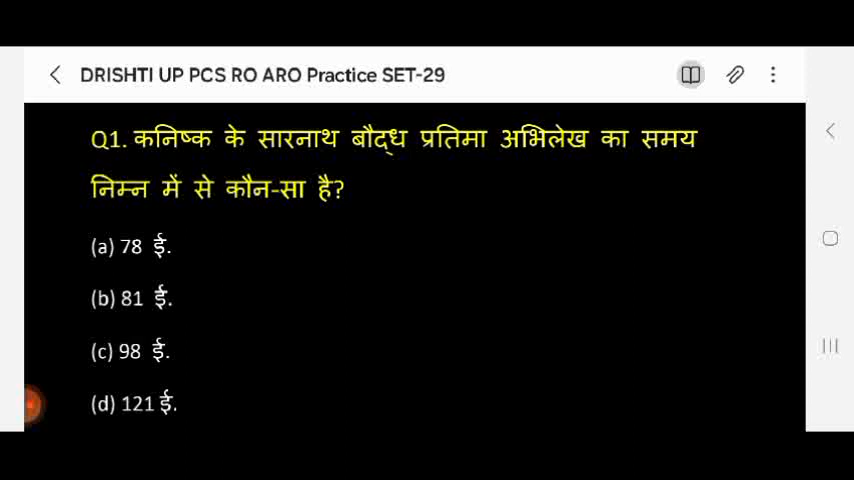 DRISHTI UP PCS RO ARO Practice SET-29
Q1. कनिष्क के सारनाथ बौद्ध प्रतिमा अभिलेख का समय
निम्न में से कौन-सा है?
(a) 78 ई.
(b) 81 ई.
(c) 98 ई.
(d) 121 ई.